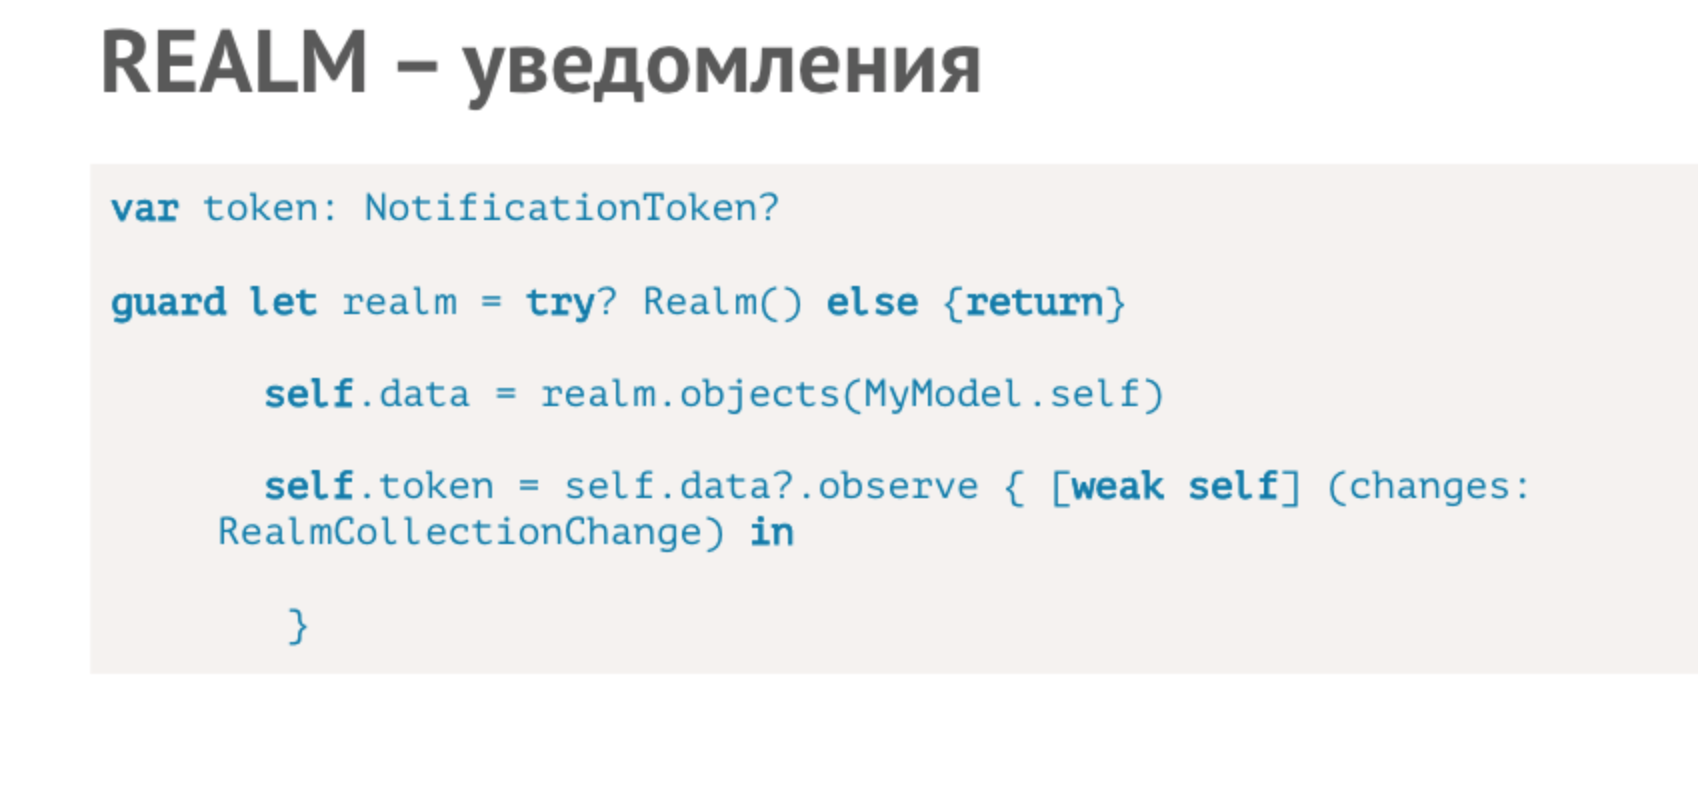 REALM – уведомления
var token: NotificationToken?
guard let realm = try? Realm() else {return}
self.data = realm.objects(MyModel.self)
self.token = self.data?.observe { [weak self] (changes:
RealmCollectionChange) in
}